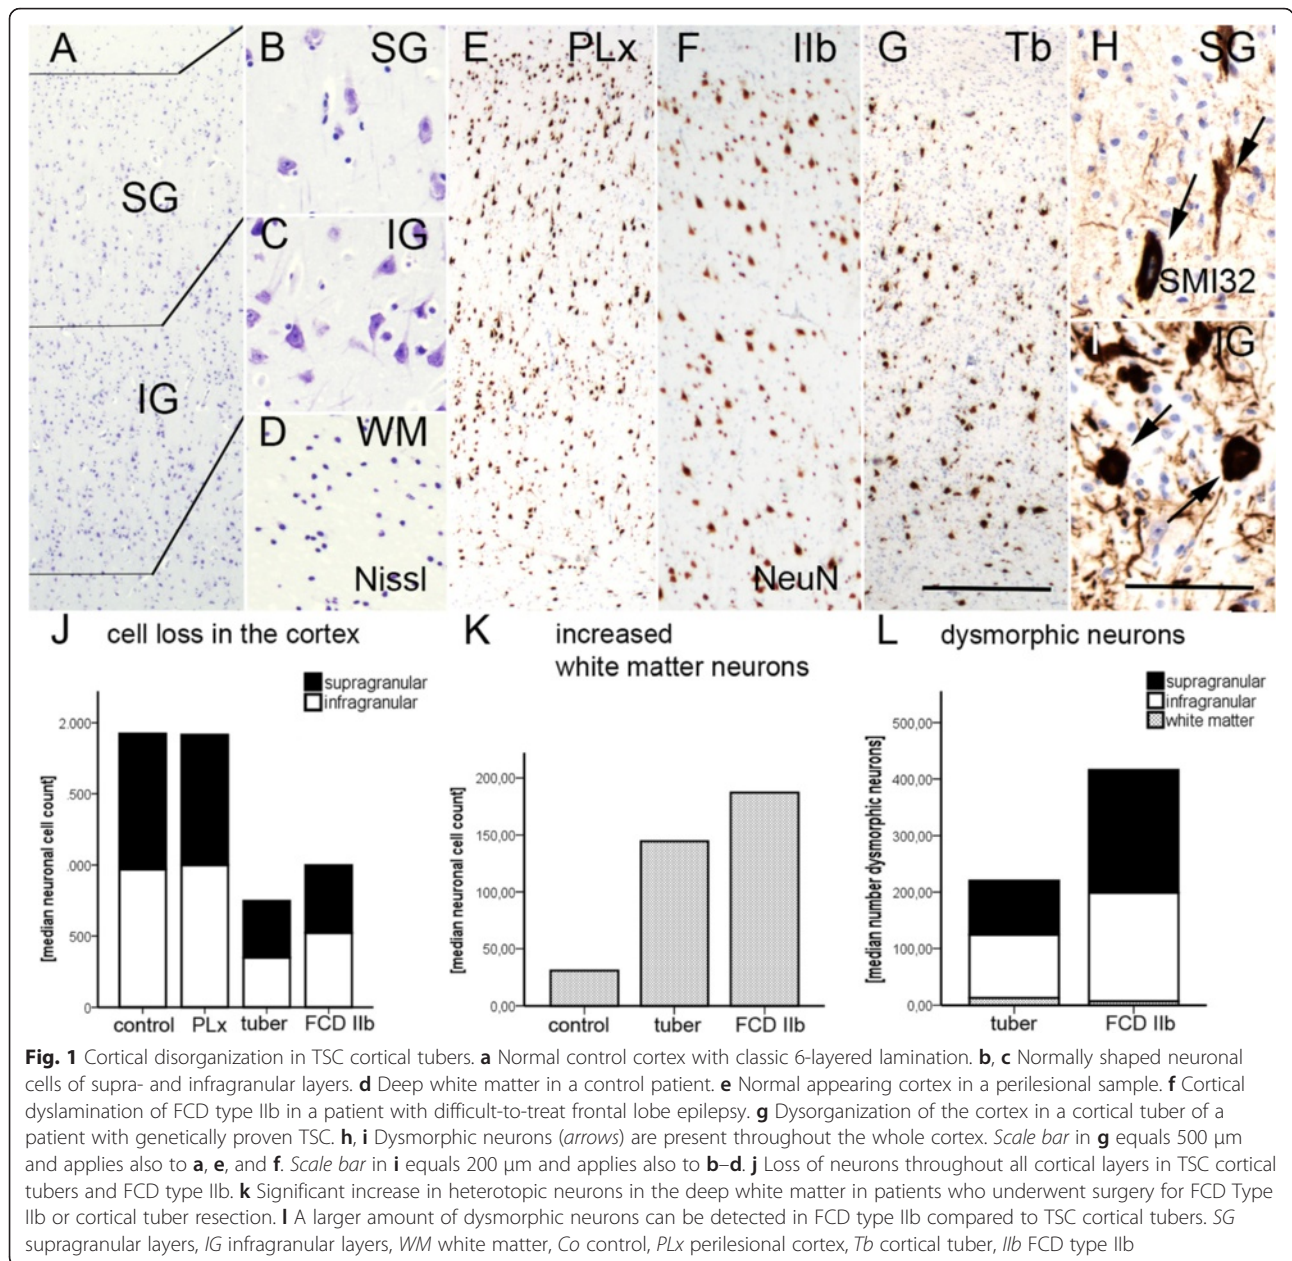 A
SG
IG
B SG
C IG
D WM
Nissl
E PLx
F IIb
NeuN
G Tb
H SG
SMI32
I IG
J cell loss in the cortex
supragranular
infragranular
[median neuronal cell count]
2.000
.500
.000
500
0
control PLx tuber FCD IIb
K increased
white matter neurons
[median neuronal cell count]
200,00
150,00
100,00
50,00
0,00
control tuber FCD IIb
L dysmorphic neurons
supragranular
infragranular
white matter
[median number dysmorphic neurons]
500,00
400,00
300,00
200,00
100,00
0,00
tuber FCD IIb
Fig. 1 Cortical disorganization in TSC cortical tubers. a Normal control cortex with classic 6-layered lamination. b, c Normally shaped neuronal
cells of supra- and infragranular layers. d Deep white matter in a control patient. e Normal appearing cortex in a perilesional sample. f Cortical
dyslamination of FCD type IIb in a patient with difficult-to-treat frontal lobe epilepsy. g Dysorganization of the cortex in a cortical tuber of a
patient with genetically proven TSC. h, i Dysmorphic neurons (arrows) are present throughout the whole cortex. Scale bar in g equals 500 μm
and applies also to a, e, and f. Scale bar in i equals 200 μm and applies also to b–d. j Loss of neurons throughout all cortical layers in TSC cortical
tubers and FCD type IIb. k Significant increase in heterotopic neurons in the deep white matter in patients who underwent surgery for FCD Type
IIb or cortical tuber resection. l A larger amount of dysmorphic neurons can be detected in FCD type IIb compared to TSC cortical tubers. SG
supragranular layers, IG infragranular layers, WM white matter, Co control, PLx perilesional cortex, Tb cortical tuber, IIb FCD type IIb